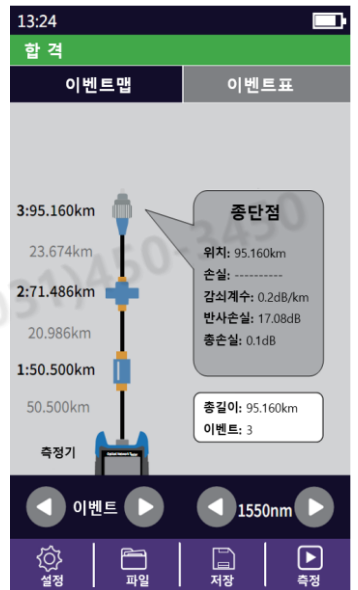 13:24
합 격
이벤트맵
이벤트표
3:95.160km
23.674km
2:71.486km
20.986km
1:50.500km
50.500km
측정기
종단점
위치: 95.160km
손실: ----------
감쇠계수: 0.2dB/km
반사손실: 17.08dB
총손실: 0.1dB
총길이: 95.160km
이벤트: 3
031)450-3450
이벤트
1550nm
설정
파일
저장
측정